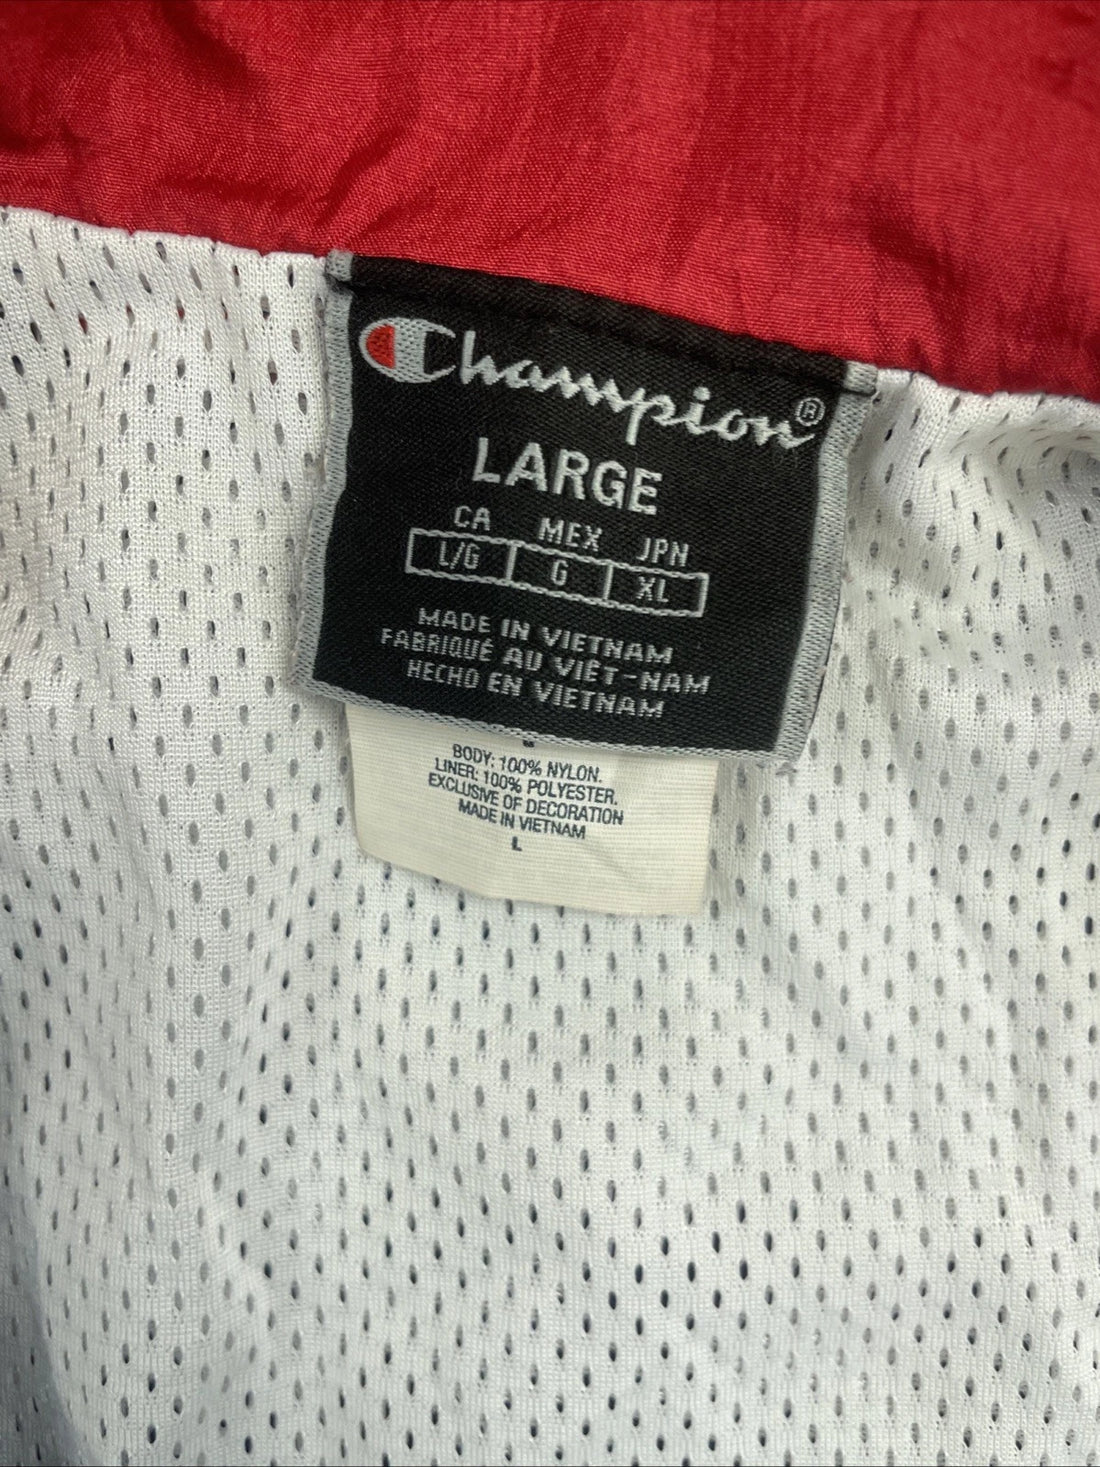 Champion®
LARGE
CA MEX JPN
L/G G XL
MADE IN VIETNAM
FABRIQUÉ AU VIÊT-NAM
HECHO EN VIETNAM
BODY: 100% NYLON.
LINER: 100% POLYESTER.
EXCLUSIVE OF DECORATION
MADE IN VIETNAM
L